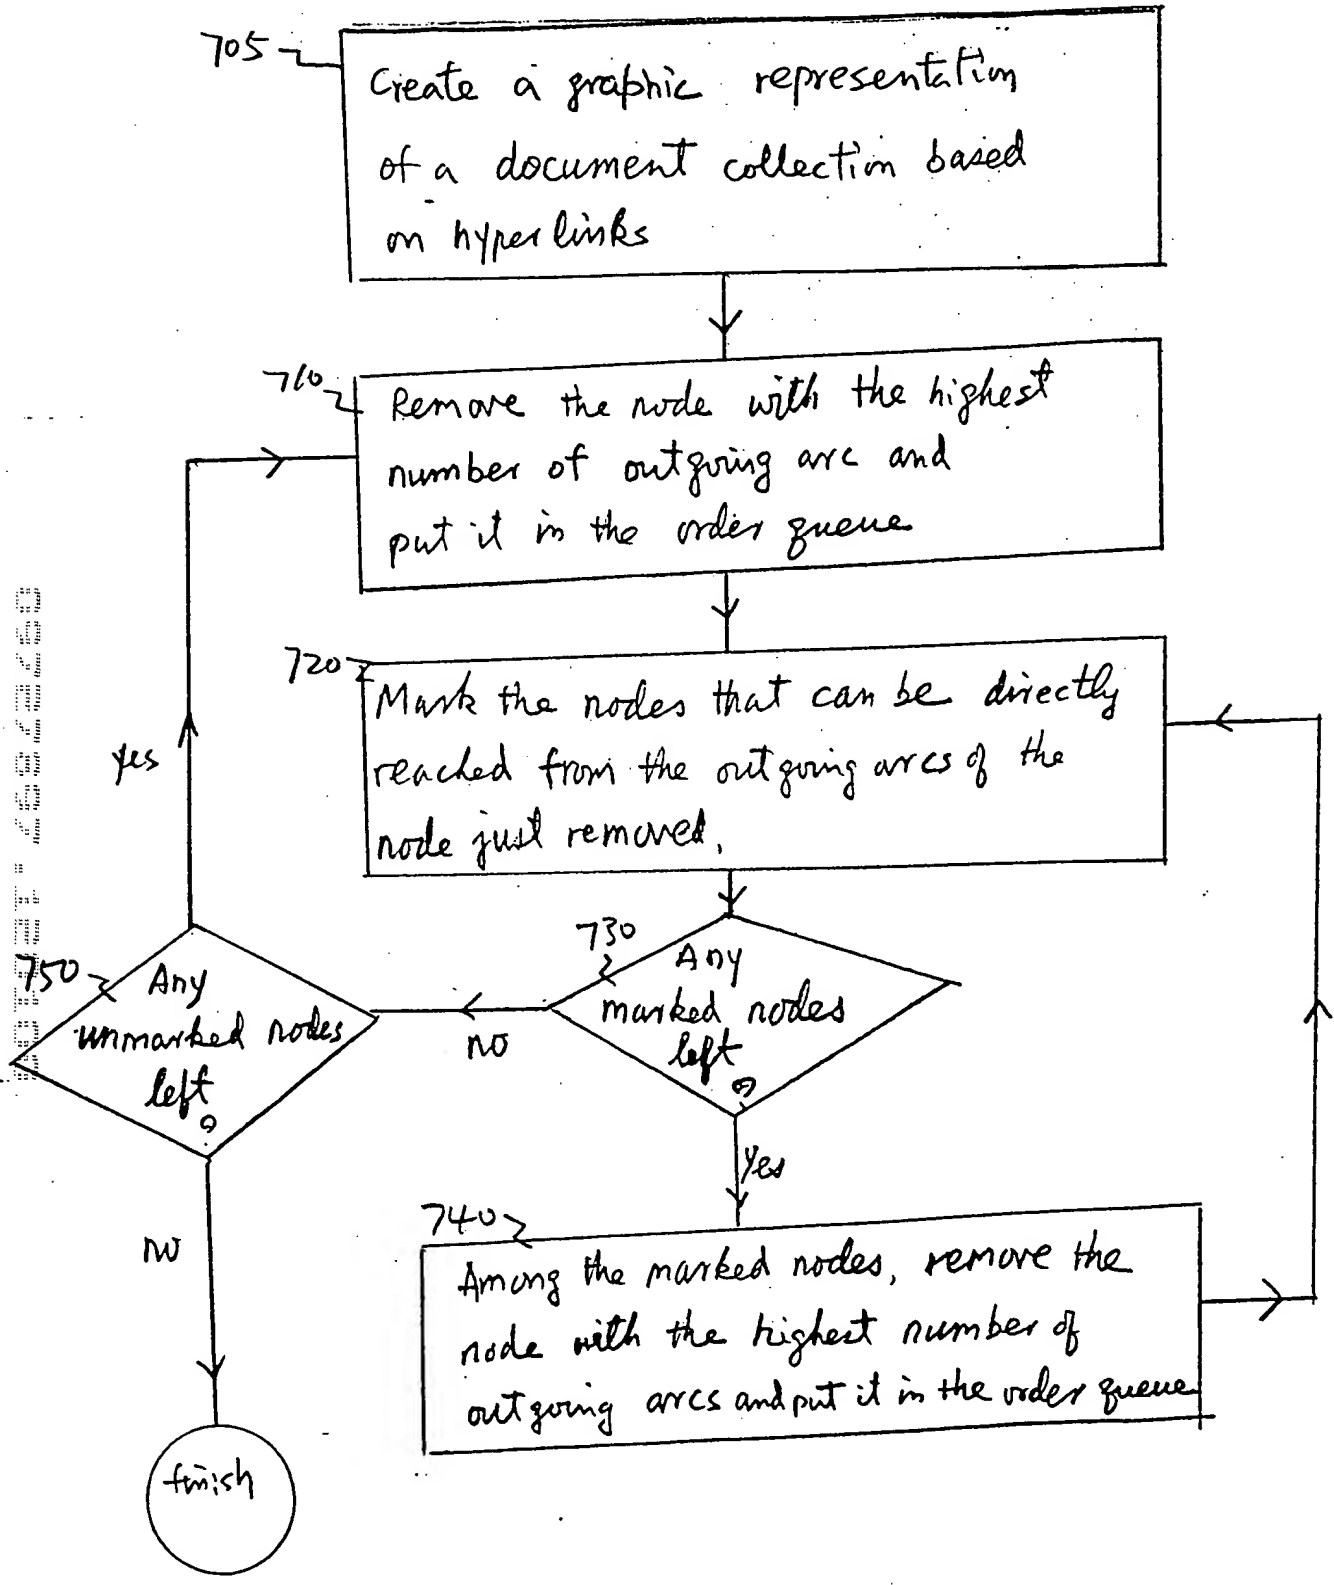 705
Create a graphic representation
of a document collection based
on hyperlinks
710
Remove the node with the highest
number of outgoing arc and
put it in the order queue
720
Mark the nodes that can be directly
reached from the outgoing arcs of the
node just removed.
yes
730
Any
marked nodes
left
?
750
Any
unmarked nodes
left
?
no
yes
740
Among the marked nodes, remove the
node with the highest number of
outgoing arcs and put it in the order queue
no
finish